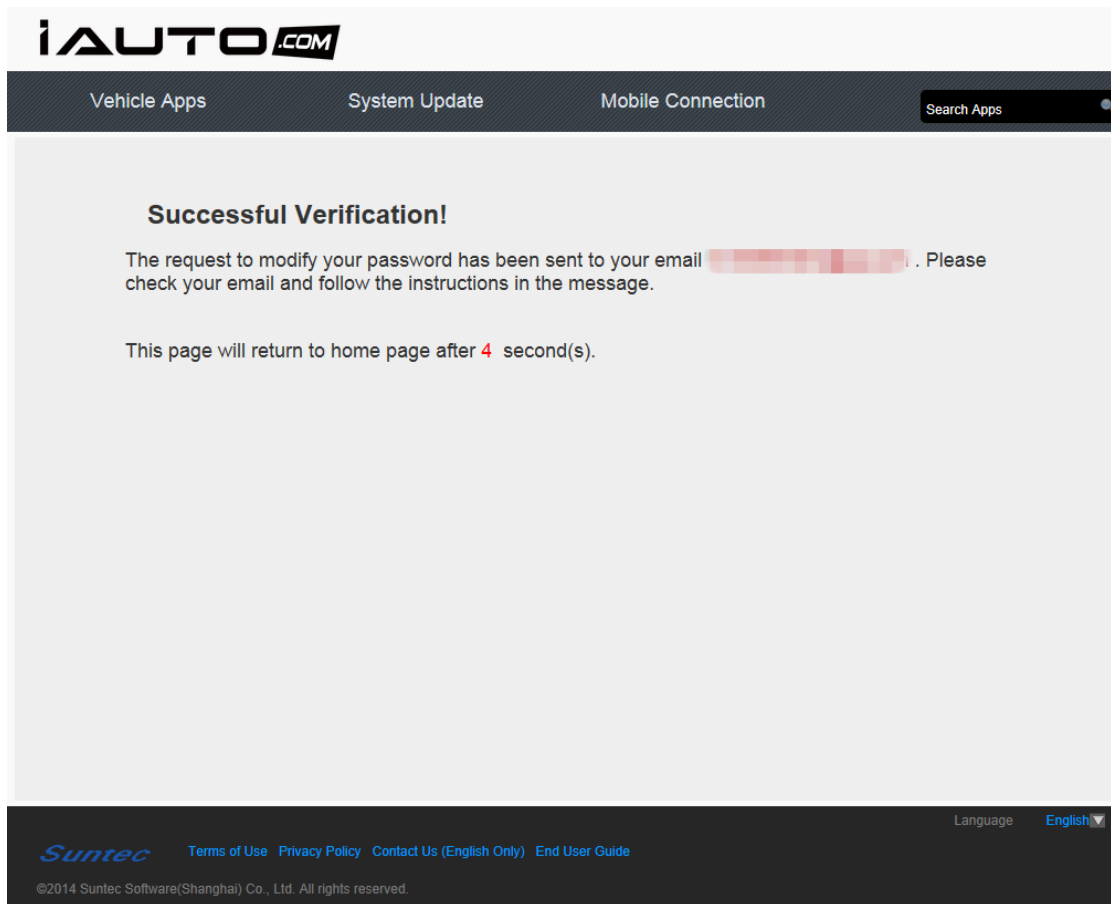 iAUTO.COM
Vehicle Apps System Update Mobile Connection Search Apps
Successful Verification!
The request to modify your password has been sent to your email . Please
check your email and follow the instructions in the message.
This page will return to home page after 4 second(s).
Language English
Suntec Terms of Use Privacy Policy Contact Us (English Only) End User Guide
©2014 Suntec Software(Shanghai) Co., Ltd. All rights reserved.